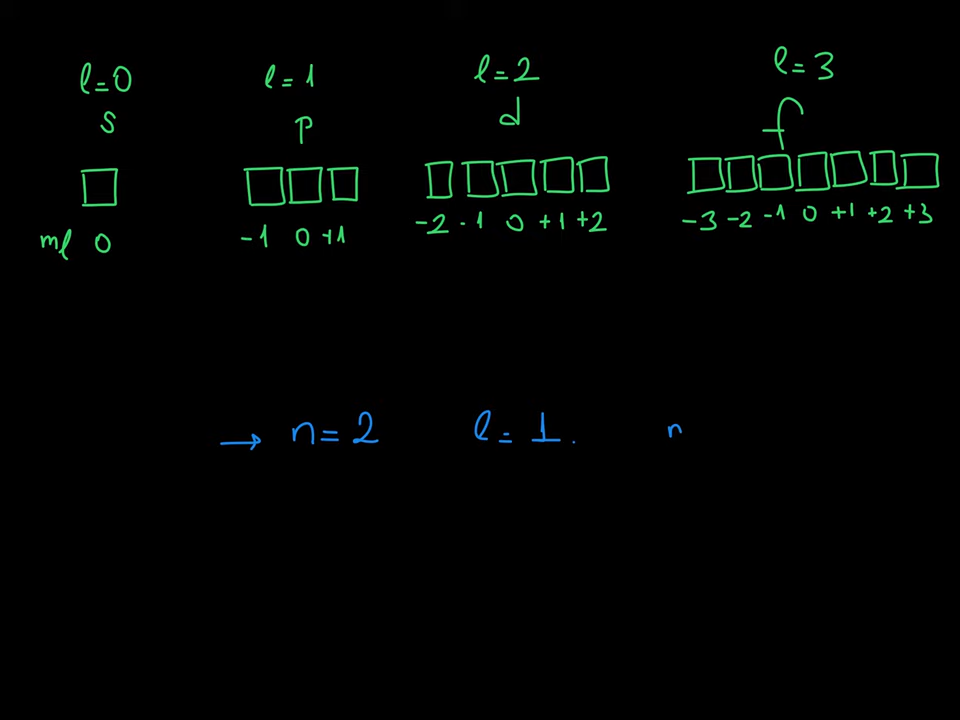 l=0 l=1 l=2 l=3
s p d f
ml 0 -1 0 +1 -2 -1 0 +1 +2 -3 -2 -1 0 +1 +2 +3
→ n=2 l=1. n